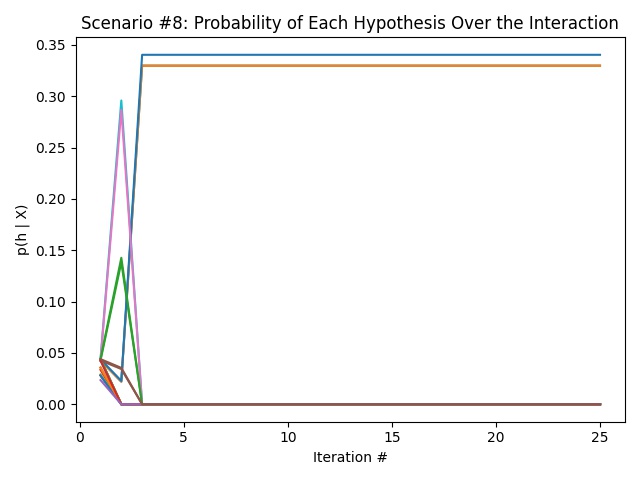 Scenario #8: Probability of Each Hypothesis Over the Interaction
0.35
0.30
0.25
0.20
0.15
0.10
0.05
0.00
p(h | X)
0 5 10 15 20 25
Iteration #